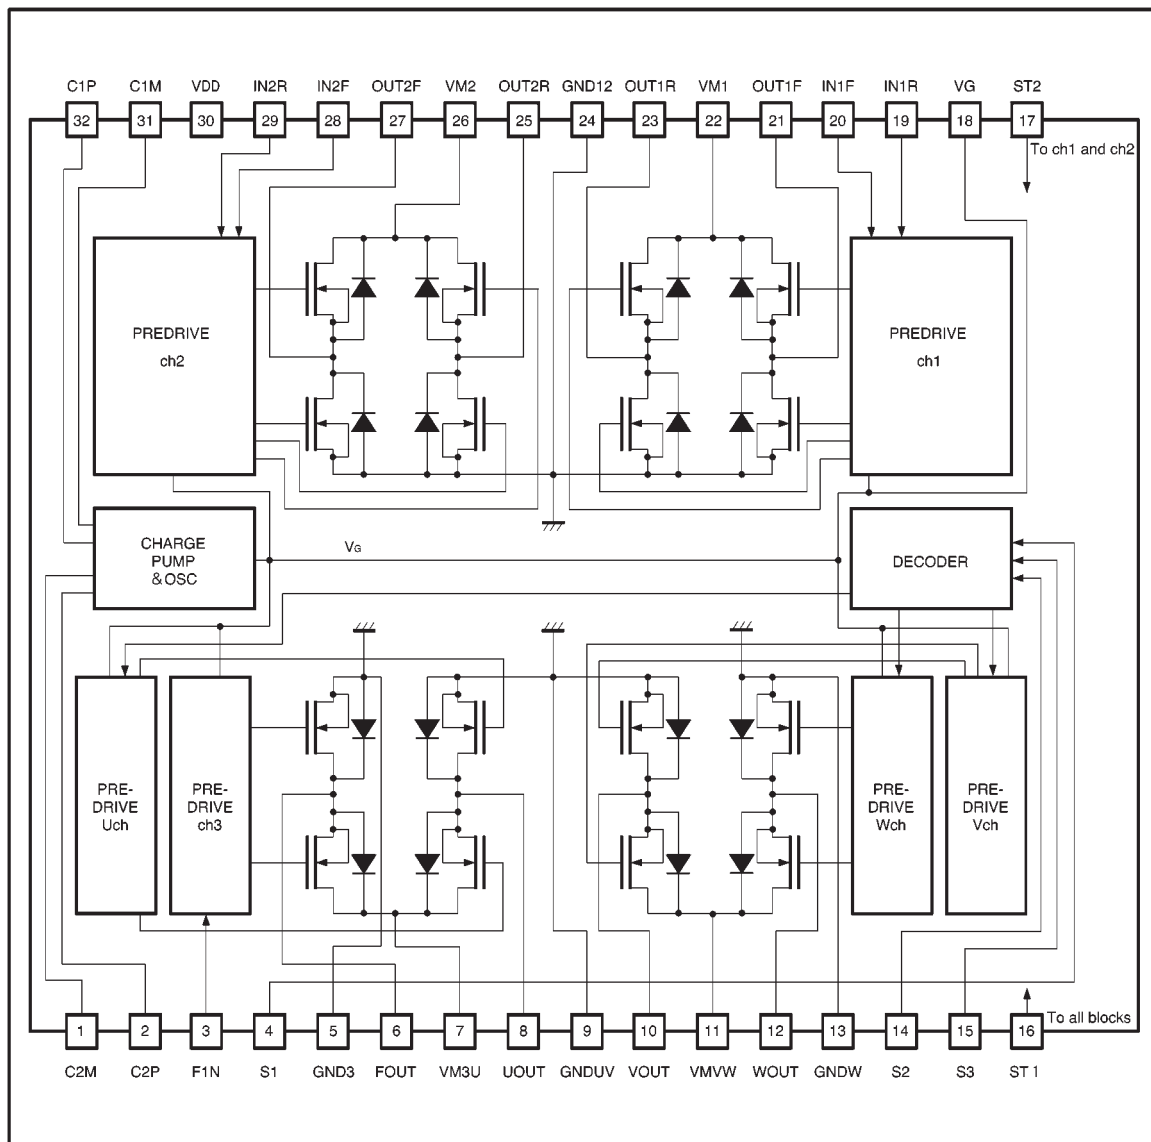 C1P C1M VDD IN2R IN2F OUT2F VM2 OUT2R GND12 OUT1R VM1 OUT1F IN1F IN1R VG ST2
32 31 30 29 28 27 26 25 24 23 22 21 20 19 18 17
To ch1 and ch2
PREDRIVE
ch2
PREDRIVE
ch1
CHARGE
PUMP
&OSC
VG
DECODER
PRE-
DRIVE
Uch
PRE-
DRIVE
ch3
PRE-
DRIVE
Wch
PRE-
DRIVE
Vch
To all blocks
1 2 3 4 5 6 7 8 9 10 11 12 13 14 15 16
C2M C2P F1N S1 GND3 FOUT VM3U UOUT GNDUV VOUT VMVW WOUT GNDW S2 S3 ST 1